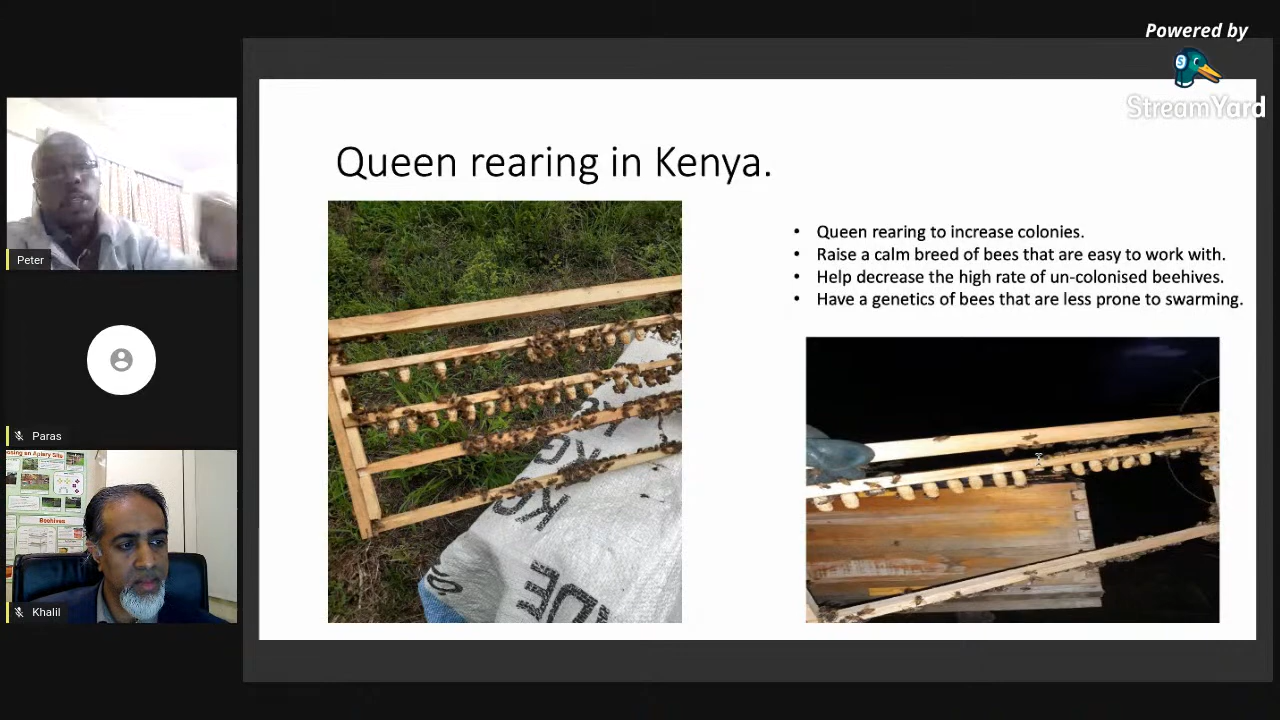 Powered by
StreamYard
Queen rearing in Kenya.
• Queen rearing to increase colonies.
• Raise a calm breed of bees that are easy to work with.
• Help decrease the high rate of un-colonised beehives.
• Have a genetics of bees that are less prone to swarming.
Peter
Paras
Khalil
Beehives